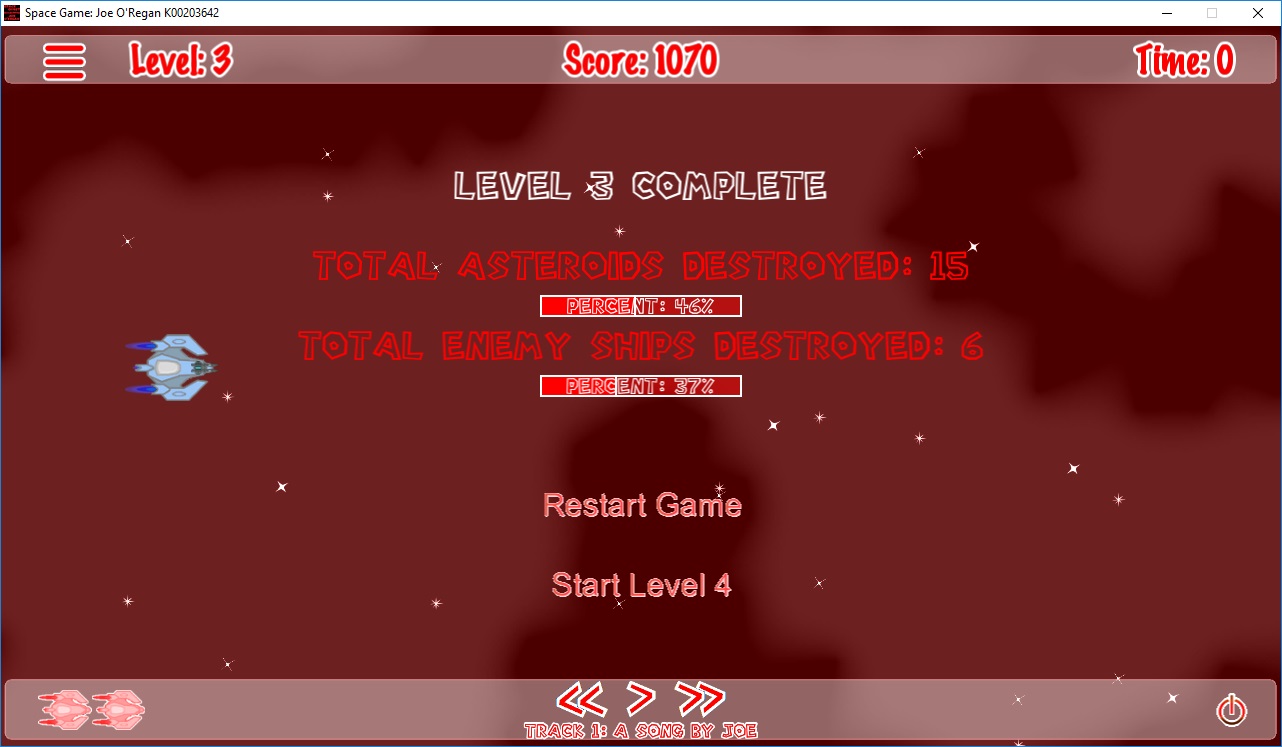 Space Game: Joe O'Regan K00203642
Level: 3 Score: 1070 Time: 0
LEVEL 3 COMPLETE
TOTAL ASTEROIDS DESTROYED: 15
PERCENT: 46%
TOTAL ENEMY SHIPS DESTROYED: 6
PERCENT: 37%
Restart Game
Start Level 4
TRACK 1: A SONG BY JOE